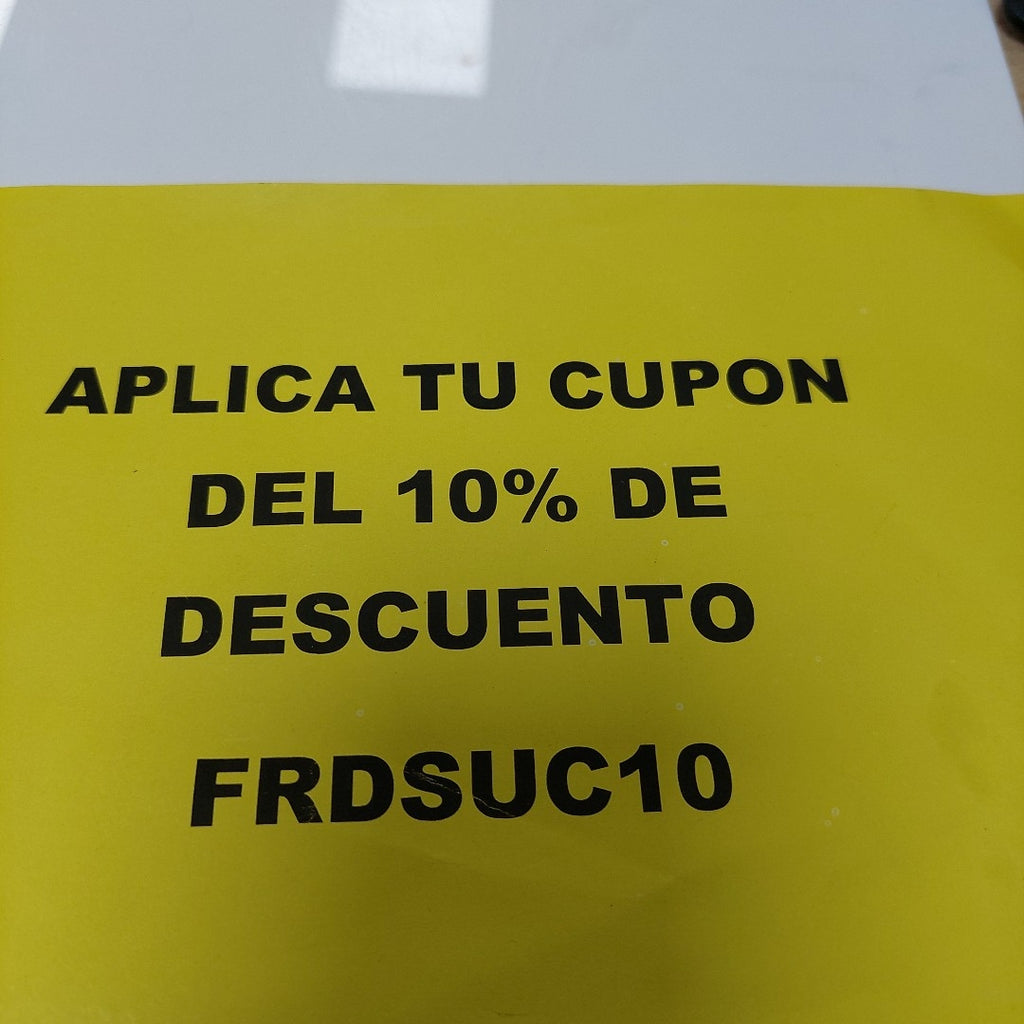 APLICA TU CUPON
DEL 10% DE
DESCUENTO
FRDSUC10